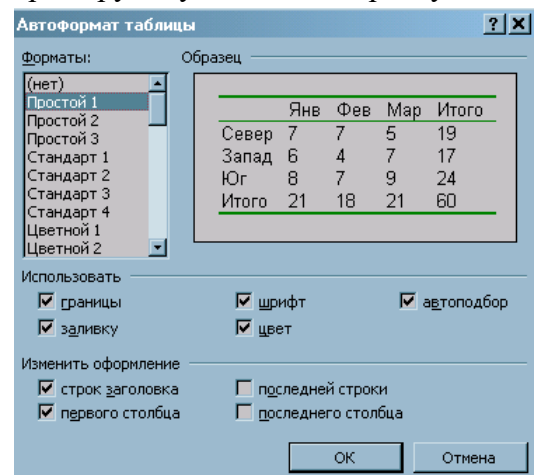 Автоформат таблицы
Форматы:
(нет)
Простой 1
Простой 2
Простой 3
Стандарт 1
Стандарт 2
Стандарт 3
Стандарт 4
Цветной 1
Цветной 2
Образец
Янв Фев Мар Итого
Север 7 7 5 19
Запад 6 4 7 17
Юг 8 7 9 24
Итого 21 18 21 60
Использовать
границы шрифт автоподбор
заливку цвет
Изменить оформление
строк заголовка последней строки
первого столбца последнего столбца
ОК Отмена